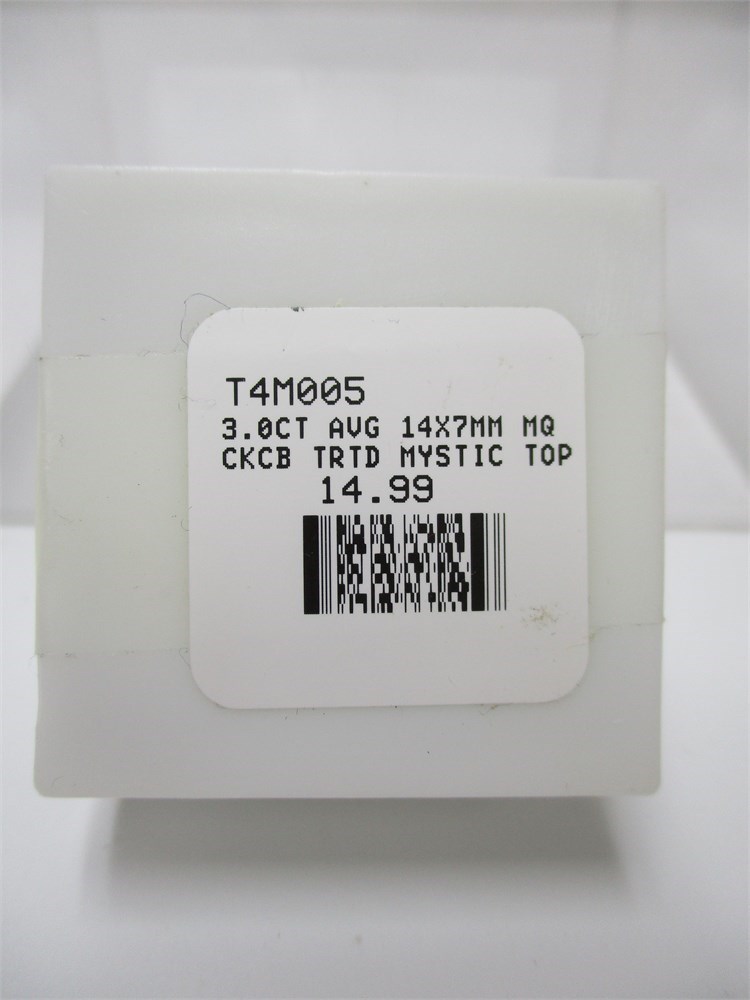 T4M005
3.0CT AVG 14X7MM MQ
CKCB TRTD MYSTIC TOP
14.99